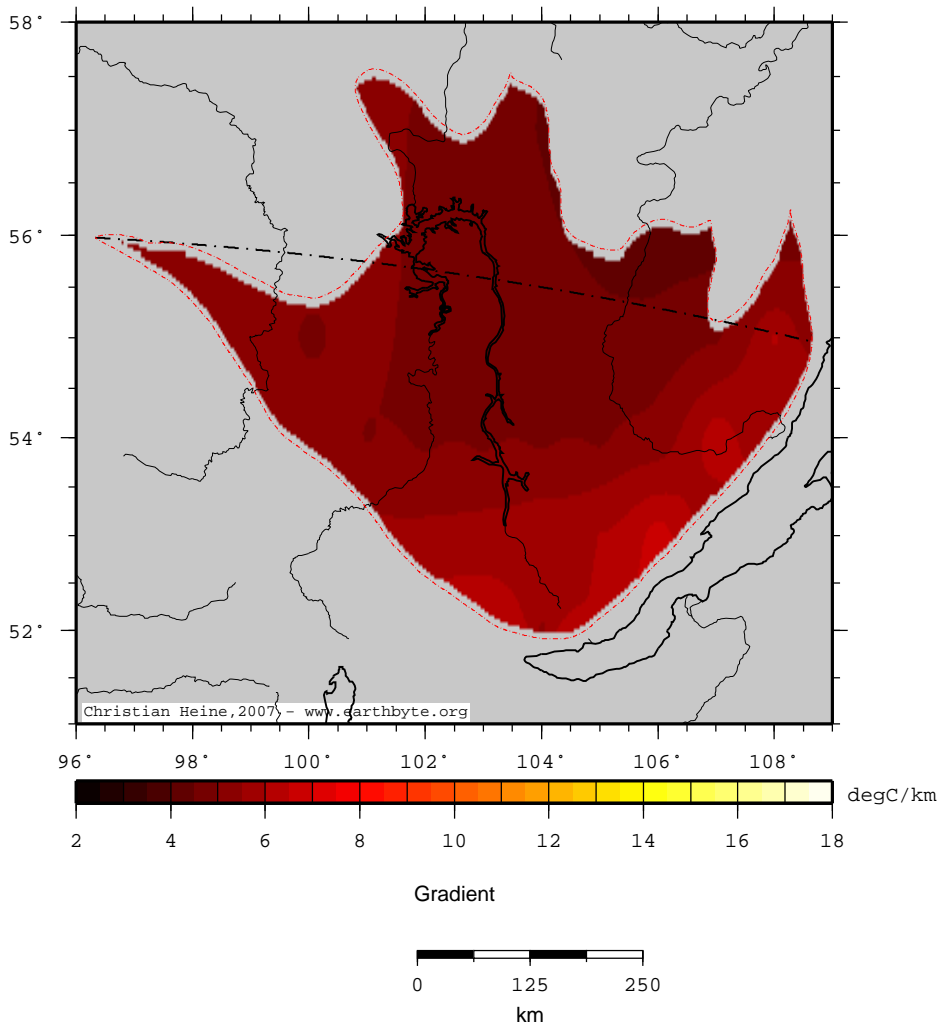 58°
56°
54°
52°
Christian Heine,2007 - www.earthbyte.org
96° 98° 100° 102° 104° 106° 108°
degC/km
2 4 6 8 10 12 14 16 18
Gradient
0 125 250
km